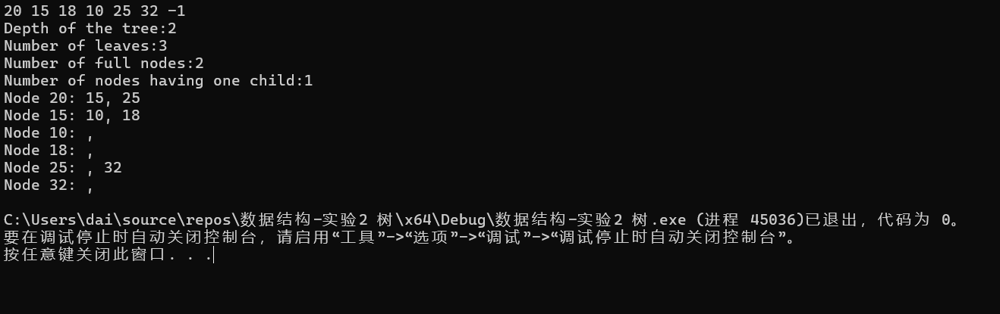 20 15 18 10 25 32 -1
Depth of the tree:2
Number of leaves:3
Number of full nodes:2
Number of nodes having one child:1
Node 20: 15, 25
Node 15: 10, 18
Node 10: ,
Node 18: ,
Node 25: , 32
Node 32: ,
C:\Users\dai\source\repos\数据结构-实验2 树\x64\Debug\数据结构-实验2 树.exe (进程 45036)已退出，代码为 0。
要在调试停止时自动关闭控制台，请启用“工具”->“选项”->“调试”->“调试停止时自动关闭控制台”。
按任意键关闭此窗口. . .